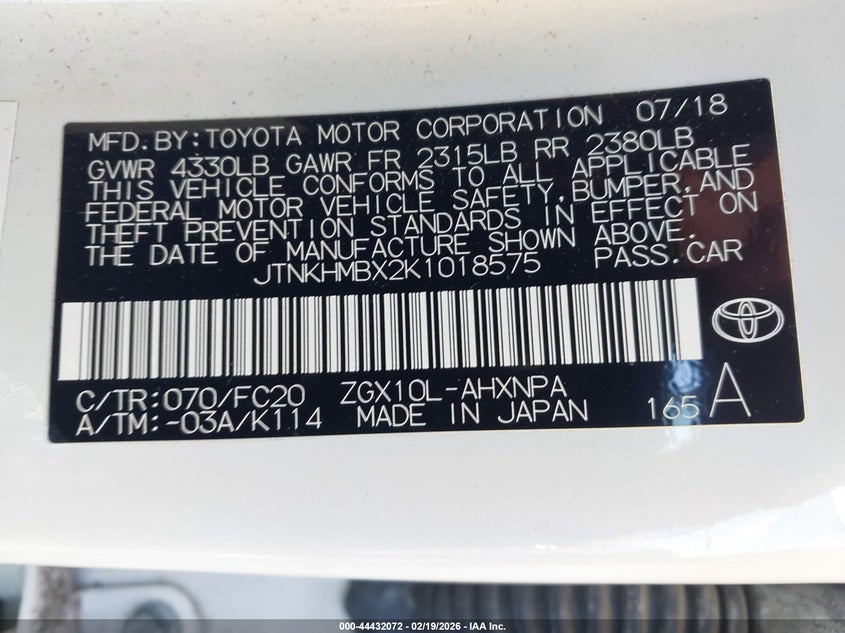 MFD.BY:TOYOTA MOTOR CORPORATION 07/18
GVWR 4330LB GAWR FR 2315LB RR 2380LB
THIS VEHICLE CONFORMS TO ALL APPLICABLE
FEDERAL MOTOR VEHICLE SAFETY,BUMPER,AND
THEFT PREVENTION STANDARDS IN EFFECT ON
THE DATE OF MANUFACTURE SHOWN ABOVE.
JTNKHMBX2K1018575 PASS.CAR
C/TR:070/FC20 ZGX10L-AHXNPA
A/TM:-03A/K114 MADE IN JAPAN 165 A
000-44432072 - 02/19/2026 - IAA Inc.